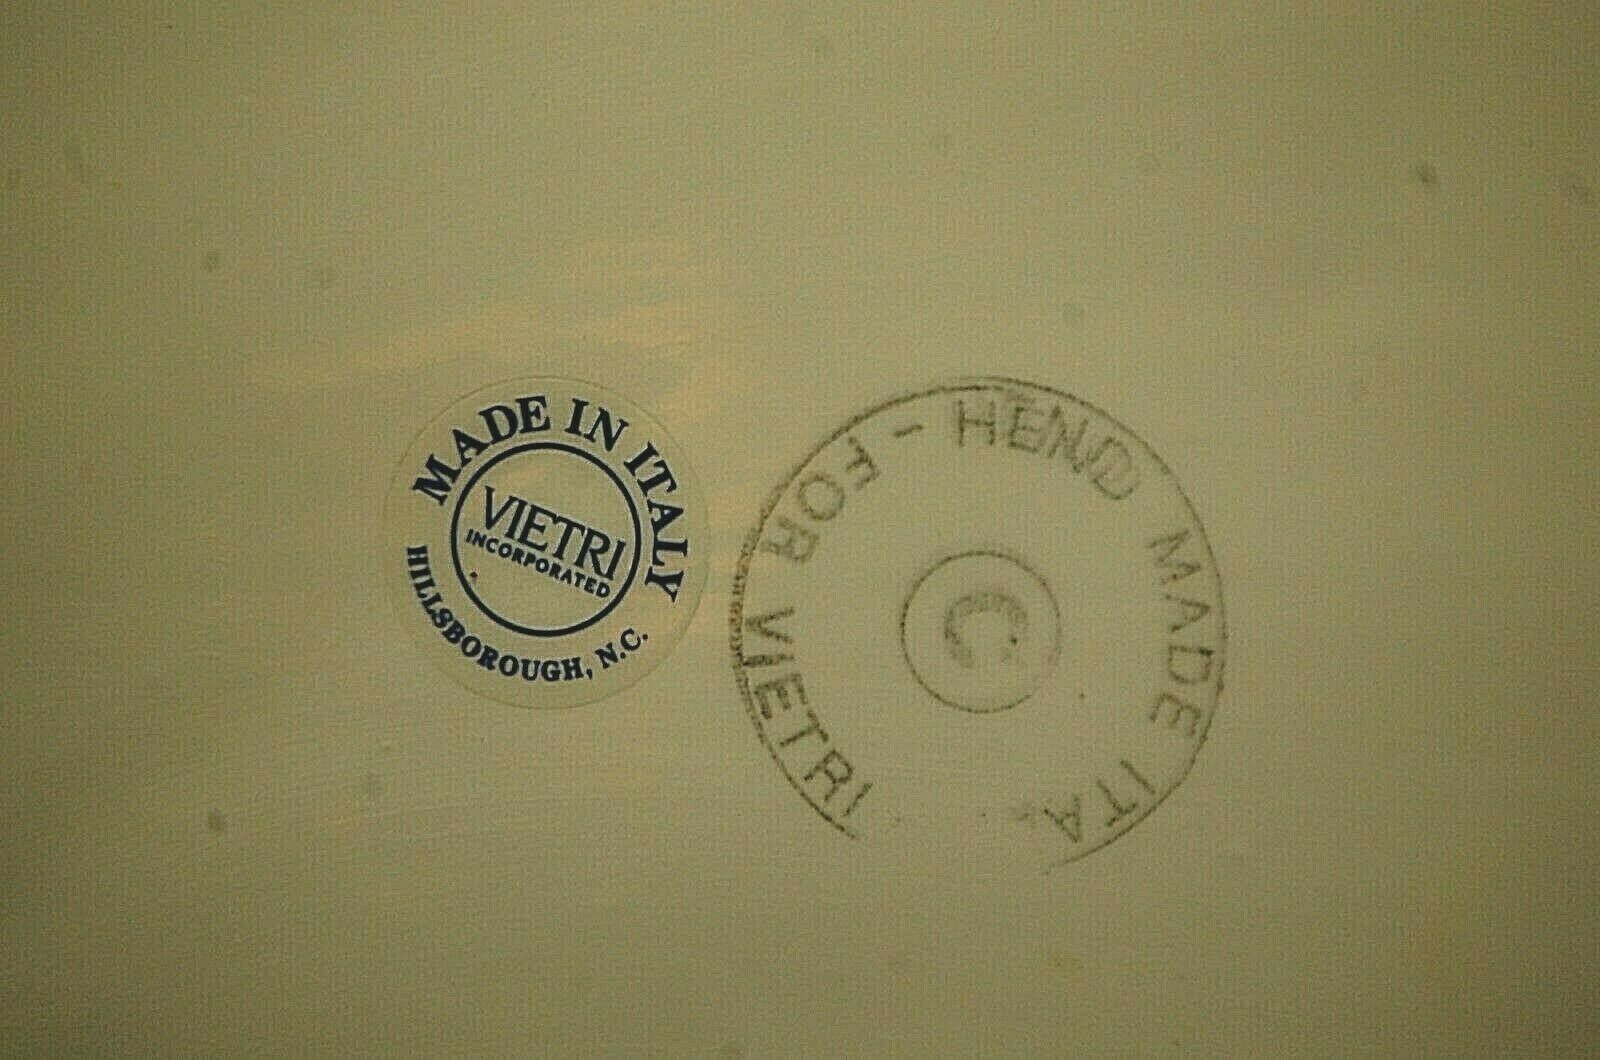 MADE IN ITALY
VIETRI
INCORPORATED
HILLSBOROUGH, N.C.
HEND MADE ITA
C
FOR VIETRI -